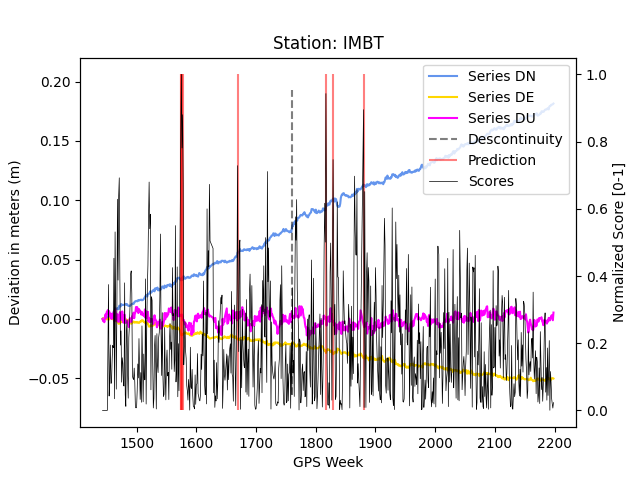 Station: IMBT
Series DN
Series DE
Series DU
Descontinuity
Prediction
Scores
Deviation in meters (m)
0.20
0.15
0.10
0.05
0.00
−0.05
Normalized Score [0-1]
1.0
0.8
0.6
0.4
0.2
0.0
1500 1600 1700 1800 1900 2000 2100 2200
GPS Week